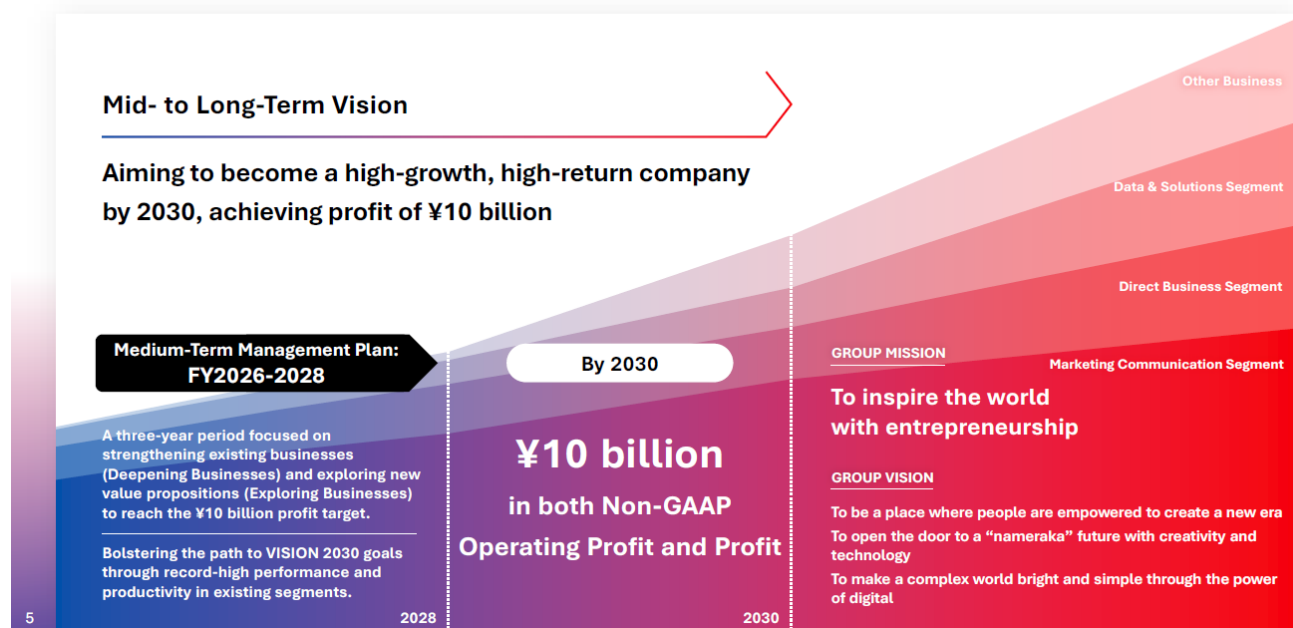 Mid- to Long-Term Vision
Aiming to become a high-growth, high-return company
by 2030, achieving profit of ¥10 billion
Other Business
Data & Solutions Segment
Direct Business Segment
Marketing Communication Segment
Medium-Term Management Plan:
FY2026-2028
A three-year period focused on
strengthening existing businesses
(Deepening Businesses) and exploring new
value propositions (Exploring Businesses)
to reach the ¥10 billion profit target.
Bolstering the path to VISION 2030 goals
through record-high performance and
productivity in existing segments.
2028
By 2030
¥10 billion
in both Non-GAAP
Operating Profit and Profit
2030
GROUP MISSION
To inspire the world
with entrepreneurship
GROUP VISION
To be a place where people are empowered to create a new era
To open the door to a “nameraka” future with creativity and
technology
To make a complex world bright and simple through the power
of digital
5